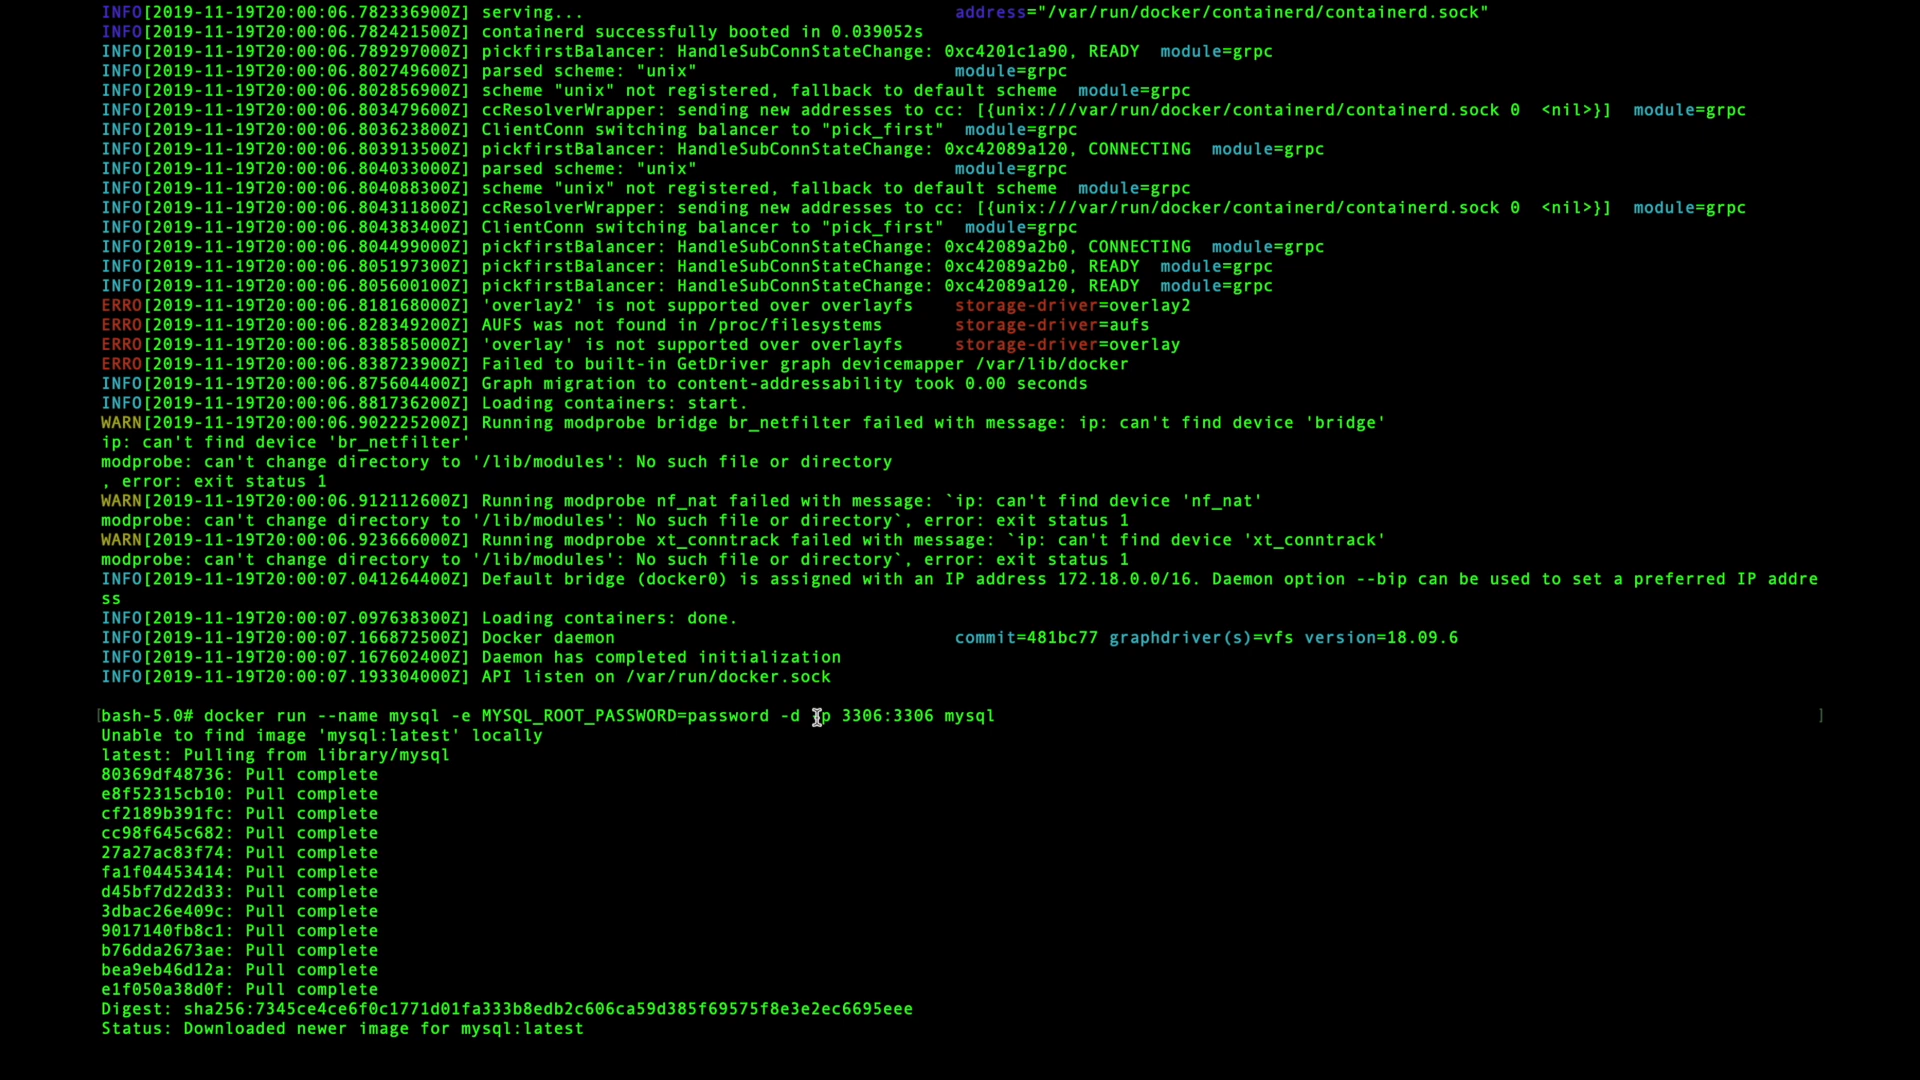 INFO[2019-11-19T20:00:06.782336900Z] serving... address="/var/run/docker/containerd/containerd.sock"
INFO[2019-11-19T20:00:06.782421500Z] containerd successfully booted in 0.039052s
INFO[2019-11-19T20:00:06.789297000Z] pickfirstBalancer: HandleSubConnStateChange: 0xc4201c1a90, READY module=grpc
INFO[2019-11-19T20:00:06.802749600Z] parsed scheme: "unix" module=grpc
INFO[2019-11-19T20:00:06.802856900Z] scheme "unix" not registered, fallback to default scheme module=grpc
INFO[2019-11-19T20:00:06.803479600Z] ccResolverWrapper: sending new addresses to cc: [{unix:///var/run/docker/containerd/containerd.sock 0 <nil>}] module=grpc
INFO[2019-11-19T20:00:06.803623800Z] ClientConn switching balancer to "pick_first" module=grpc
INFO[2019-11-19T20:00:06.803913500Z] pickfirstBalancer: HandleSubConnStateChange: 0xc42089a120, CONNECTING module=grpc
INFO[2019-11-19T20:00:06.804033000Z] parsed scheme: "unix" module=grpc
INFO[2019-11-19T20:00:06.804088300Z] scheme "unix" not registered, fallback to default scheme module=grpc
INFO[2019-11-19T20:00:06.804311800Z] ccResolverWrapper: sending new addresses to cc: [{unix:///var/run/docker/containerd/containerd.sock 0 <nil>}] module=grpc
INFO[2019-11-19T20:00:06.804383400Z] ClientConn switching balancer to "pick_first" module=grpc
INFO[2019-11-19T20:00:06.804499000Z] pickfirstBalancer: HandleSubConnStateChange: 0xc42089a2b0, CONNECTING module=grpc
INFO[2019-11-19T20:00:06.805197300Z] pickfirstBalancer: HandleSubConnStateChange: 0xc42089a2b0, READY module=grpc
INFO[2019-11-19T20:00:06.805600100Z] pickfirstBalancer: HandleSubConnStateChange: 0xc42089a120, READY module=grpc
ERRO[2019-11-19T20:00:06.818168000Z] 'overlay2' is not supported over overlayfs storage-driver=overlay2
ERRO[2019-11-19T20:00:06.828349200Z] AUFS was not found in /proc/filesystems storage-driver=aufs
ERRO[2019-11-19T20:00:06.838585000Z] 'overlay' is not supported over overlayfs storage-driver=overlay
ERRO[2019-11-19T20:00:06.838723900Z] Failed to built-in GetDriver graph devicemapper /var/lib/docker
INFO[2019-11-19T20:00:06.875604400Z] Graph migration to content-addressability took 0.00 seconds
INFO[2019-11-19T20:00:06.881736200Z] Loading containers: start.
WARN[2019-11-19T20:00:06.902225200Z] Running modprobe bridge br_netfilter failed with message: ip: can't find device 'bridge'
ip: can't find device 'br_netfilter'
modprobe: can't change directory to '/lib/modules': No such file or directory
, error: exit status 1
WARN[2019-11-19T20:00:06.912112600Z] Running modprobe nf_nat failed with message: `ip: can't find device 'nf_nat'
modprobe: can't change directory to '/lib/modules': No such file or directory`, error: exit status 1
WARN[2019-11-19T20:00:06.923666000Z] Running modprobe xt_conntrack failed with message: `ip: can't find device 'xt_conntrack'
modprobe: can't change directory to '/lib/modules': No such file or directory`, error: exit status 1
INFO[2019-11-19T20:00:07.041264400Z] Default bridge (docker0) is assigned with an IP address 172.18.0.0/16. Daemon option --bip can be used to set a preferred IP addre
ss
INFO[2019-11-19T20:00:07.097638300Z] Loading containers: done.
INFO[2019-11-19T20:00:07.166872500Z] Docker daemon commit=481bc77 graphdriver(s)=vfs version=18.09.6
INFO[2019-11-19T20:00:07.167602400Z] Daemon has completed initialization
INFO[2019-11-19T20:00:07.193304000Z] API listen on /var/run/docker.sock
[bash-5.0# docker run --name mysql -e MYSQL_ROOT_PASSWORD=password -d -p 3306:3306 mysql ]
Unable to find image 'mysql:latest' locally
latest: Pulling from library/mysql
80369df48736: Pull complete
e8f52315cb10: Pull complete
cf2189b391fc: Pull complete
cc98f645c682: Pull complete
27a27ac83f74: Pull complete
fa1f04453414: Pull complete
d45bf7d22d33: Pull complete
3dbac26e409c: Pull complete
9017140fb8c1: Pull complete
b76dda2673ae: Pull complete
bea9eb46d12a: Pull complete
e1f050a38d0f: Pull complete
Digest: sha256:7345ce4ce6f0c1771d01fa333b8edb2c606ca59d385f69575f8e3e2ec6695eee
Status: Downloaded newer image for mysql:latest